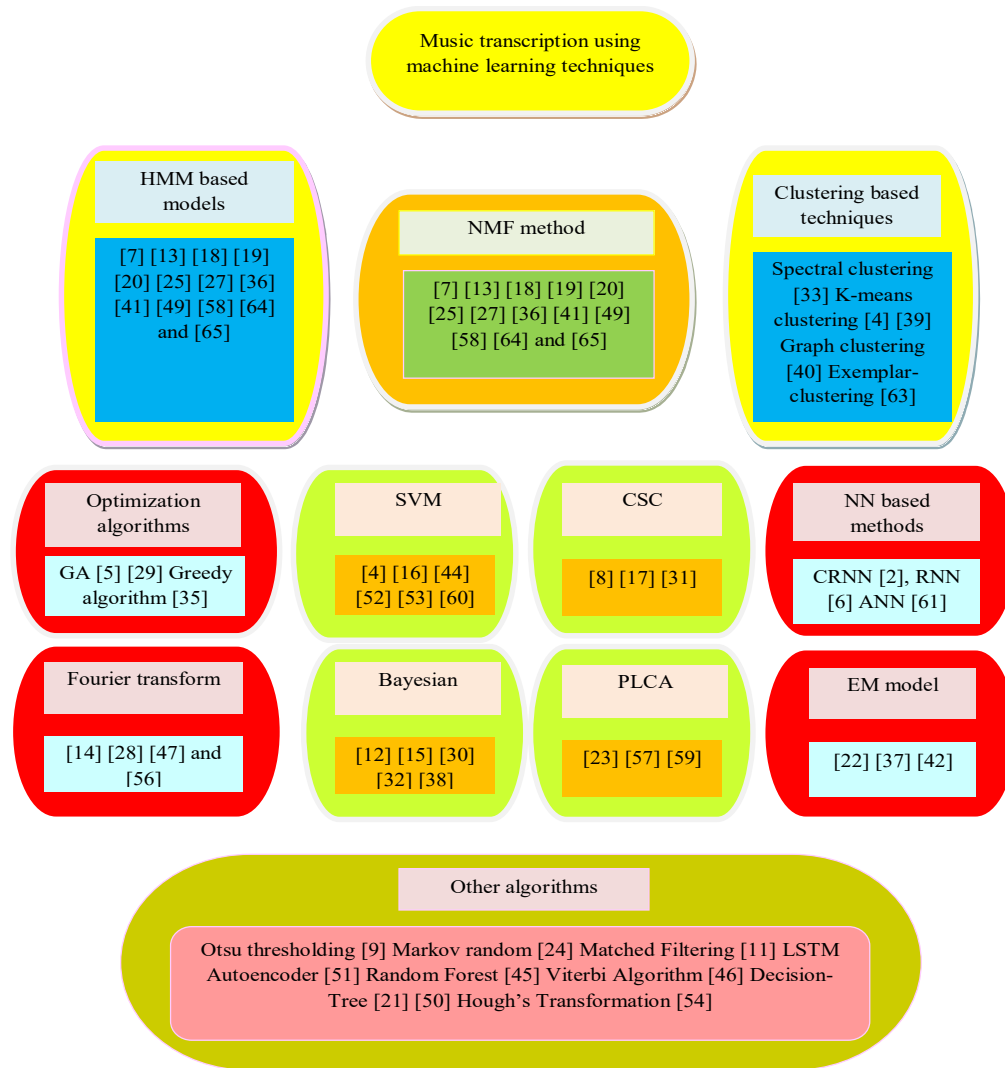 Music transcription using
machine learning techniques
HMM based
models
[7] [13] [18] [19]
[20] [25] [27] [36]
[41] [49] [58] [64]
and [65]
NMF method
[7] [13] [18] [19] [20]
[25] [27] [36] [41] [49]
[58] [64] and [65]
Clustering based
techniques
Spectral clustering
[33] K-means
clustering [4] [39]
Graph clustering
[40] Exemplar-
clustering [63]
Optimization
algorithms
GA [5] [29] Greedy
algorithm [35]
SVM
[4] [16] [44]
[52] [53] [60]
CSC
[8] [17] [31]
NN based
methods
CRNN [2], RNN
[6] ANN [61]
Fourier transform
[14] [28] [47] and
[56]
Bayesian
[12] [15] [30]
[32] [38]
PLCA
[23] [57] [59]
EM model
[22] [37] [42]
Other algorithms
Otsu thresholding [9] Markov random [24] Matched Filtering [11] LSTM
Autoencoder [51] Random Forest [45] Viterbi Algorithm [46] Decision-
Tree [21] [50] Hough’s Transformation [54]